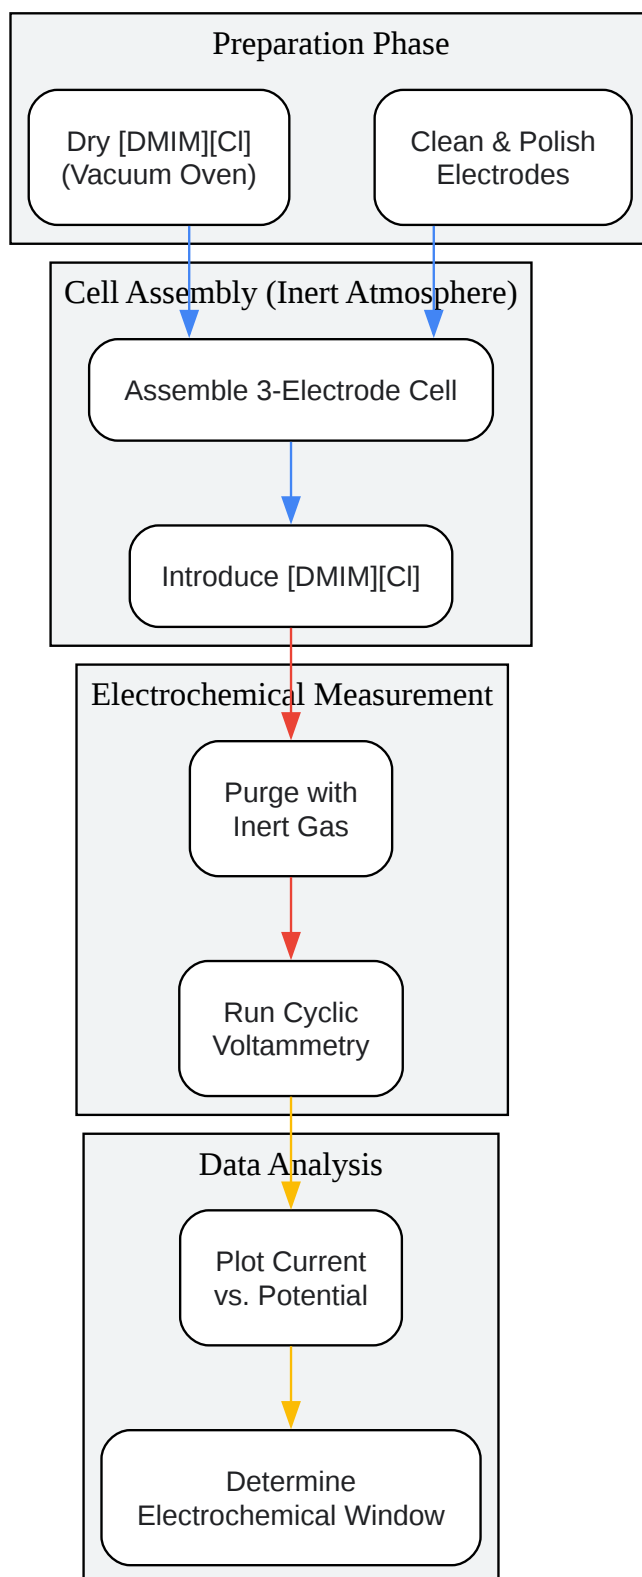 Preparation Phase
Dry [DMIM][Cl]
(Vacuum Oven)
Clean & Polish
Electrodes
Cell Assembly (Inert Atmosphere)
Assemble 3-Electrode Cell
Introduce [DMIM][Cl]
Electrochemical Measurement
Purge with
Inert Gas
Run Cyclic
Voltammetry
Data Analysis
Plot Current
vs. Potential
Determine
Electrochemical Window